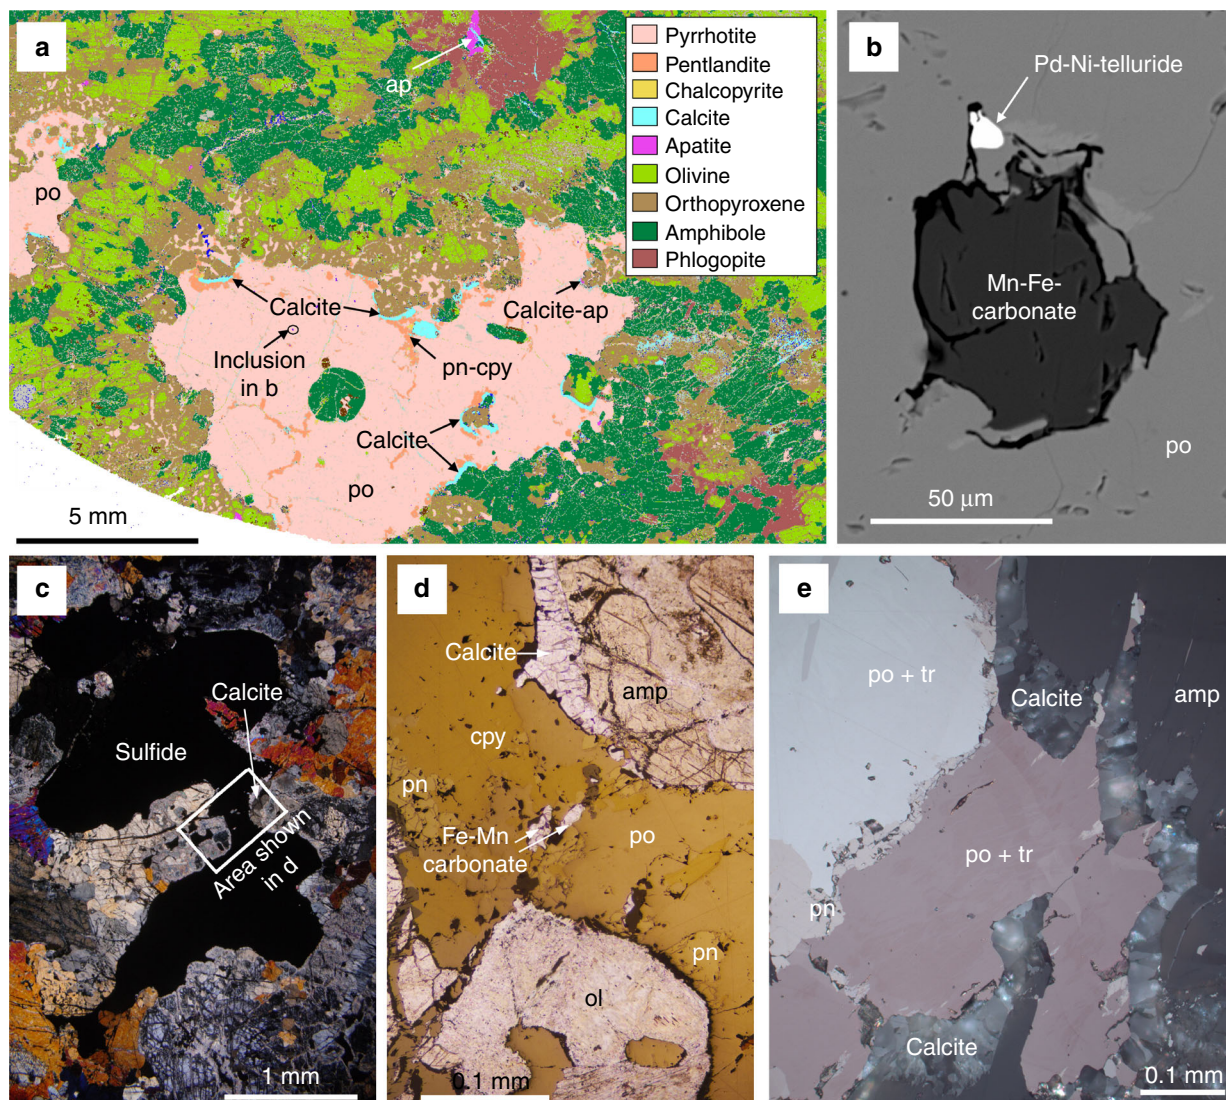 a
ap
po
Calcite
Calcite-ap
Inclusion
in b
pn-cpy
Calcite
po
5 mm
Pyrrhotite
Pentlandite
Chalcopyrite
Calcite
Apatite
Olivine
Orthopyroxene
Amphibole
Phlogopite
b
Pd-Ni-telluride
Mn-Fe-
carbonate
po
50 μm
c
Calcite
Sulfide
Area shown
in d
1 mm
d
Calcite
amp
cpy
pn
Fe-Mn
carbonate
po
pn
ol
0.1 mm
e
po + tr
Calcite
amp
po + tr
pn
Calcite
0.1 mm